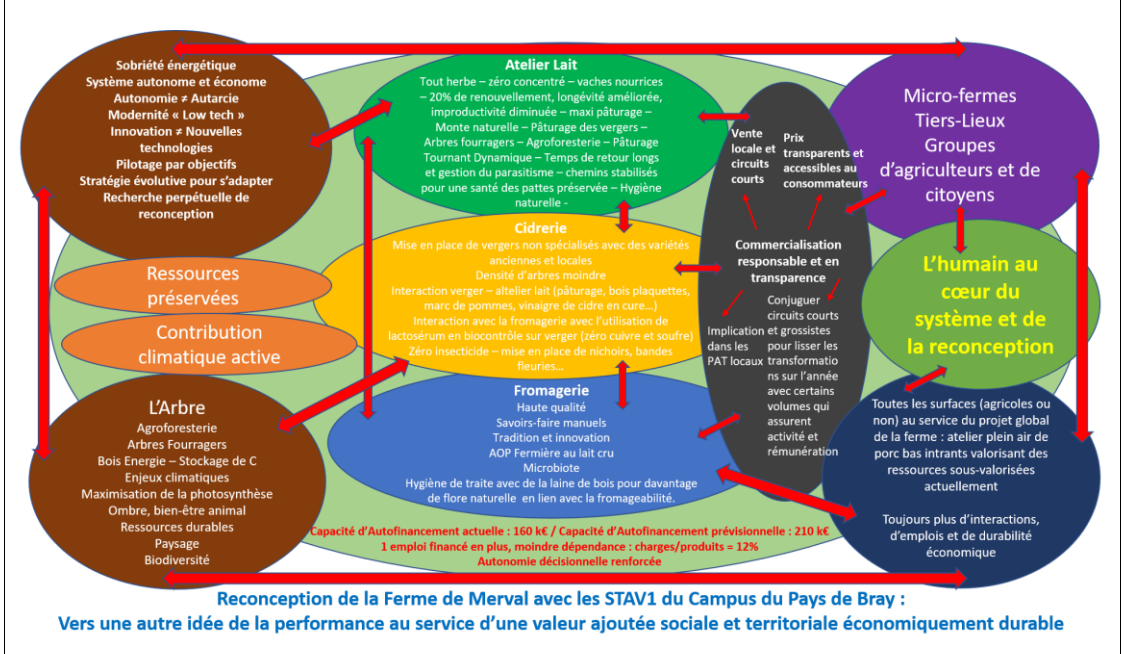 Sobriété énergétique
Système autonome et économe
Autonomie ≠ Autarcie
Modernité « Low tech »
Innovation ≠ Nouvelles
technologies
Pilotage par objectifs
Stratégie évolutive pour s'adapter
Recherche perpétuelle de
reconception
Atelier Lait
Tout herbe – zéro concentré – vaches nourrices
– 20% de renouvellement, longévité améliorée,
improductivité diminuée – maxi pâturage –
Monte naturelle – Pâturage des vergers –
Arbres fourragers – Agroforesterie – Pâturage
Tournant Dynamique – Temps de retour longs
et gestion du parasitisme – chemins stabilisés
pour une santé des pattes préservée – Hygiène
naturelle -
Vente
locale et
circuits
courts
Prix
transparents et
accessibles au
consommateurs
Commercialisation
responsable et en
transparence
Implication
dans les
PAT locaux
Conjuguer
circuits courts
et grossistes
pour lisser les
transformatio
ns sur l'année
avec certains
volumes qui
assurent
activité et
rémunération
Micro-fermes
Tiers-Lieux
Groupes
d'agriculteurs et de
citoyens
Ressources
préservées
Contribution
climatique active
Cidrerie
Mise en place de vergers non spécialisés avec des variétés
anciennes et locales
Densité d'arbres moindre
Interaction verger – altelier lait (pâturage, bois plaquettes,
marc de pommes, vinaigre de cidre en cure…)
Interaction avec la fromagerie avec l'utilisation de
lactosérum en biocontrôle sur verger (zéro cuivre et soufre)
Zéro insecticide – mise en place de nichoirs, bandes
fleuries…
L'humain au
cœur du
système et de
la reconception
L'Arbre
Agroforesterie
Arbres Fourragers
Bois Energie – Stockage de C
Enjeux climatiques
Maximisation de la photosynthèse
Ombre, bien-être animal
Ressources durables
Paysage
Biodiversité
Fromagerie
Haute qualité
Savoirs-faire manuels
Tradition et innovation
AOP Fermière au lait cru
Microbiote
Hygiène de traite avec de la laine de bois pour davantage
de flore naturelle en lien avec la fromageabilité.
Toutes les surfaces (agricoles ou
non) au service du projet global
de la ferme : atelier plein air de
porc bas intrants valorisant des
ressources sous-valorisées
actuellement
Toujours plus d'interactions,
d'emplois et de durabilité
économique
Capacité d'Autofinancement actuelle : 160 k€ / Capacité d'Autofinancement prévisionnelle : 210 k€
1 emploi financé en plus, moindre dépendance : charges/produits = 12%
Autonomie décisionnelle renforcée
Reconception de la Ferme de Merval avec les STAV1 du Campus du Pays de Bray :
Vers une autre idée de la performance au service d'une valeur ajoutée sociale et territoriale économiquement durable